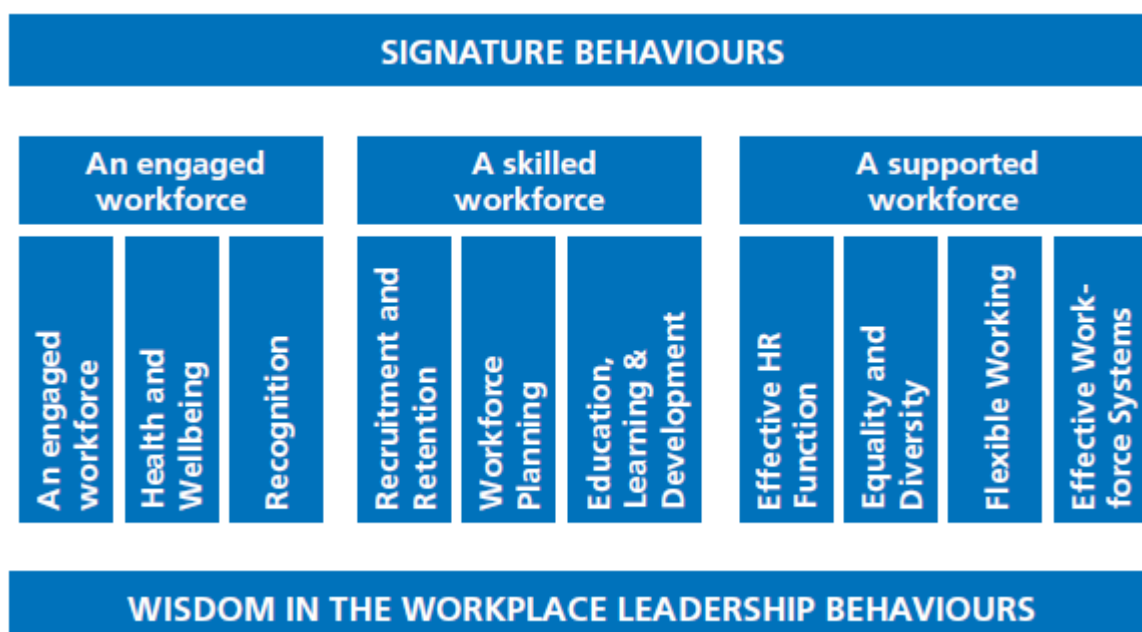 SIGNATURE BEHAVIOURS
An engaged
workforce
A skilled
workforce
A supported
workforce
An engaged
workforce
Health and
Wellbeing
Recognition
Recruitment and
Retention
Workforce
Planning
Education,
Learning &
Development
Effective HR
Function
Equality and
Diversity
Flexible Working
Effective Work-
force Systems
WISDOM IN THE WORKPLACE LEADERSHIP BEHAVIOURS